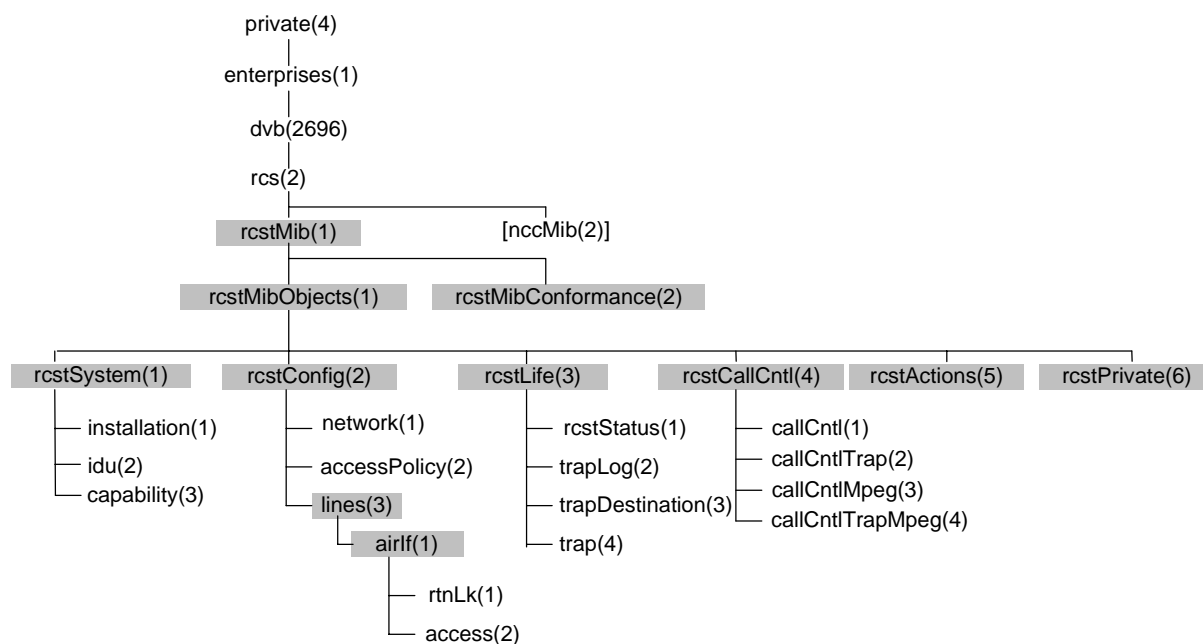 private(4)
enterprises(1)
dvb(2696)
rcs(2)
rcstMib(1)
[nccMib(2)]
rcstMibObjects(1)
rcstMibConformance(2)
rcstSystem(1)
rcstConfig(2)
rcstLife(3)
rcstCallCntl(4)
rcstActions(5)
rcstPrivate(6)
installation(1)
idu(2)
capability(3)
network(1)
accessPolicy(2)
lines(3)
airIf(1)
rtnLk(1)
access(2)
rcstStatus(1)
trapLog(2)
trapDestination(3)
trap(4)
callCntl(1)
callCntlTrap(2)
callCntlMpeg(3)
callCntlTrapMpeg(4)